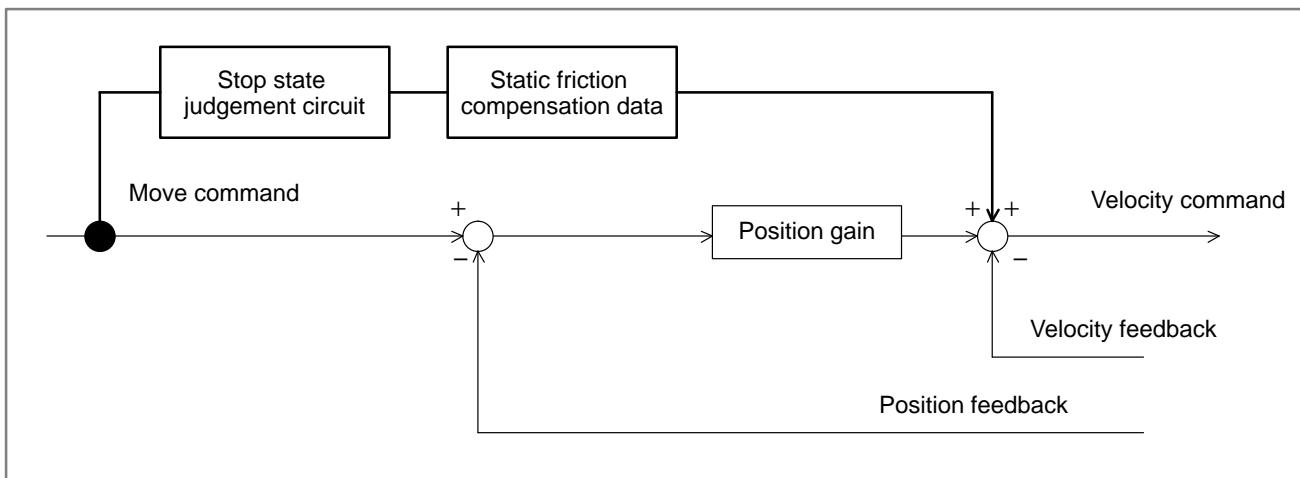 Stop state
judgement circuit
Static friction
compensation data
Move command
+
−
Position gain
+ +
−
Velocity command
Velocity feedback
Position feedback